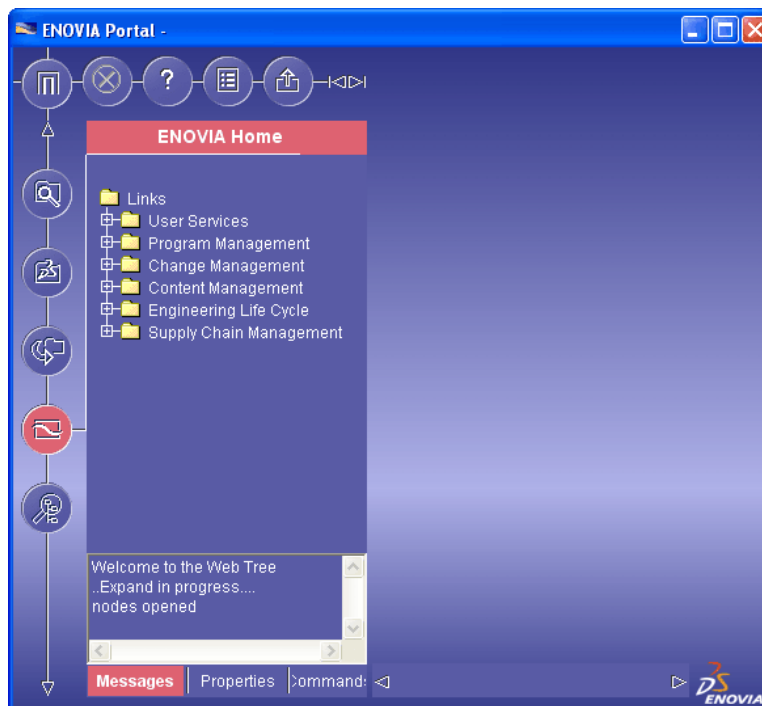 ENOVIA Portal -
?
ENOVIA Home
Links
User Services
Program Management
Change Management
Content Management
Engineering Life Cycle
Supply Chain Management
Welcome to the Web Tree
..Expand in progress....
nodes opened
Messages Properties
ENOVIA